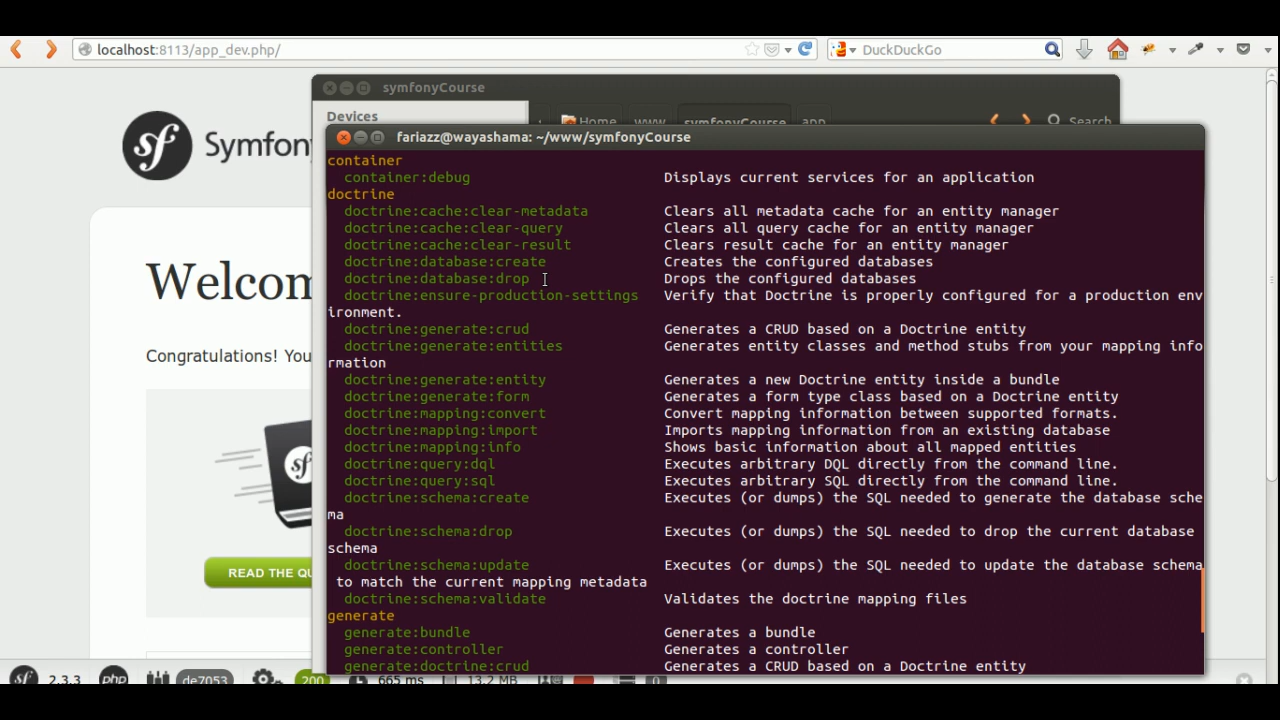 localhost:8113/app_dev.php/
DuckDuckGo
symfonyCourse
Devices
Home www symfonyCourse app Search
fariazz@wayashama: ~/www/symfonyCourse
Symfony
Welcom
Congratulations! You
READ THE QU
container
container:debug Displays current services for an application
doctrine
doctrine:cache:clear-metadata Clears all metadata cache for an entity manager
doctrine:cache:clear-query Clears all query cache for an entity manager
doctrine:cache:clear-result Clears result cache for an entity manager
doctrine:database:create Creates the configured databases
doctrine:database:drop Drops the configured databases
doctrine:ensure-production-settings Verify that Doctrine is properly configured for a production env
ironment.
doctrine:generate:crud Generates a CRUD based on a Doctrine entity
doctrine:generate:entities Generates entity classes and method stubs from your mapping info
rmation
doctrine:generate:entity Generates a new Doctrine entity inside a bundle
doctrine:generate:form Generates a form type class based on a Doctrine entity
doctrine:mapping:convert Convert mapping information between supported formats.
doctrine:mapping:import Imports mapping information from an existing database
doctrine:mapping:info Shows basic information about all mapped entities
doctrine:query:dql Executes arbitrary DQL directly from the command line.
doctrine:query:sql Executes arbitrary SQL directly from the command line.
doctrine:schema:create Executes (or dumps) the SQL needed to generate the database sche
ma
doctrine:schema:drop Executes (or dumps) the SQL needed to drop the current database
schema
doctrine:schema:update Executes (or dumps) the SQL needed to update the database schema
to match the current mapping metadata
doctrine:schema:validate Validates the doctrine mapping files
generate
generate:bundle Generates a bundle
generate:controller Generates a controller
generate:doctrine:crud Generates a CRUD based on a Doctrine entity
sf 2.3.3 php de7053 200 665 ms 13.2 MB 0